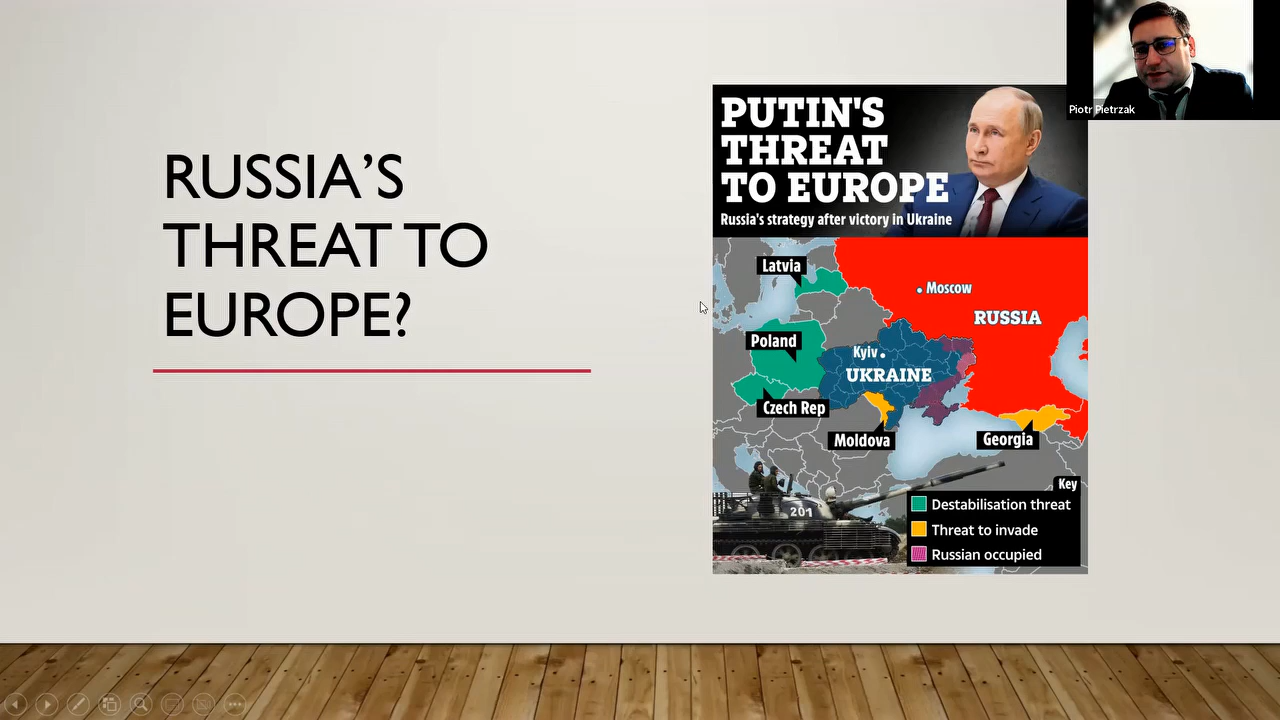 RUSSIA'S
THREAT TO
EUROPE?
PUTIN'S
THREAT
TO EUROPE
Russia's strategy after victory in Ukraine
Piotr Pietrzak
Latvia
Moscow
RUSSIA
Poland
Kyiv
UKRAINE
Czech Rep
Moldova
Georgia
Key
Destabilisation threat
Threat to invade
Russian occupied
201